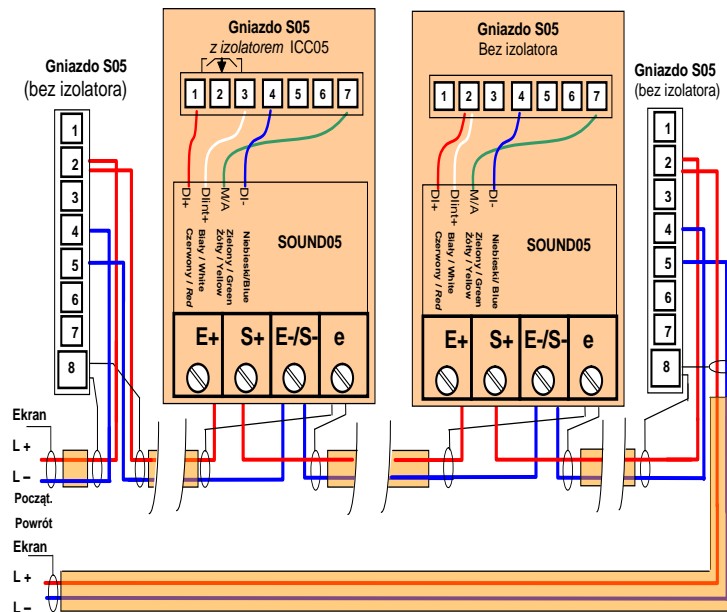 Gniazdo S05
(bez izolatora)
1
2
3
4
5
6
7
8
Gniazdo S05
z izolatorem ICC05
1 2 3 4 5 6 7
DI+
DIint+
M/A
DI-
Czerwony / Red
Biały / White
Żółty / Yellow
Zielony / Green
Niebieski/Blue
SOUND05
E+ S+ E-/S- e
Gniazdo S05
Bez izolatora
1 2 3 4 5 6 7
DI+
DIint+
M/A
DI-
Czerwony / Red
Biały / White
Żółty / Yellow
Zielony / Green
Niebieski/ Blue
SOUND05
E+ S+ E-/S- e
Gniazdo S05
(bez izolatora)
1
2
3
4
5
6
7
8
Ekran
L +
L –
Począt.
Powrót
Ekran
L +
L –